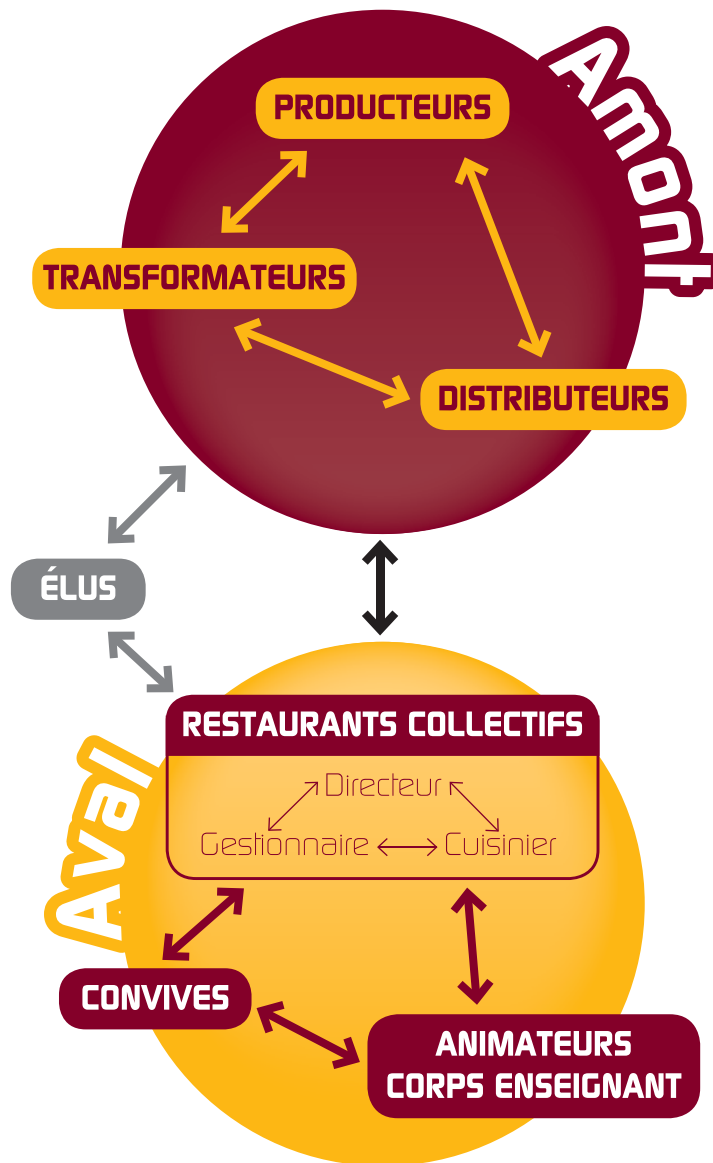 Amont
PRODUCTEURS
TRANSFORMATEURS
DISTRIBUTEURS
ÉLUS
Aval
RESTAURANTS COLLECTIFS
Directeur
Gestionnaire
Cuisinier
CONVIVES
ANIMATEURS
CORPS ENSEIGNANT